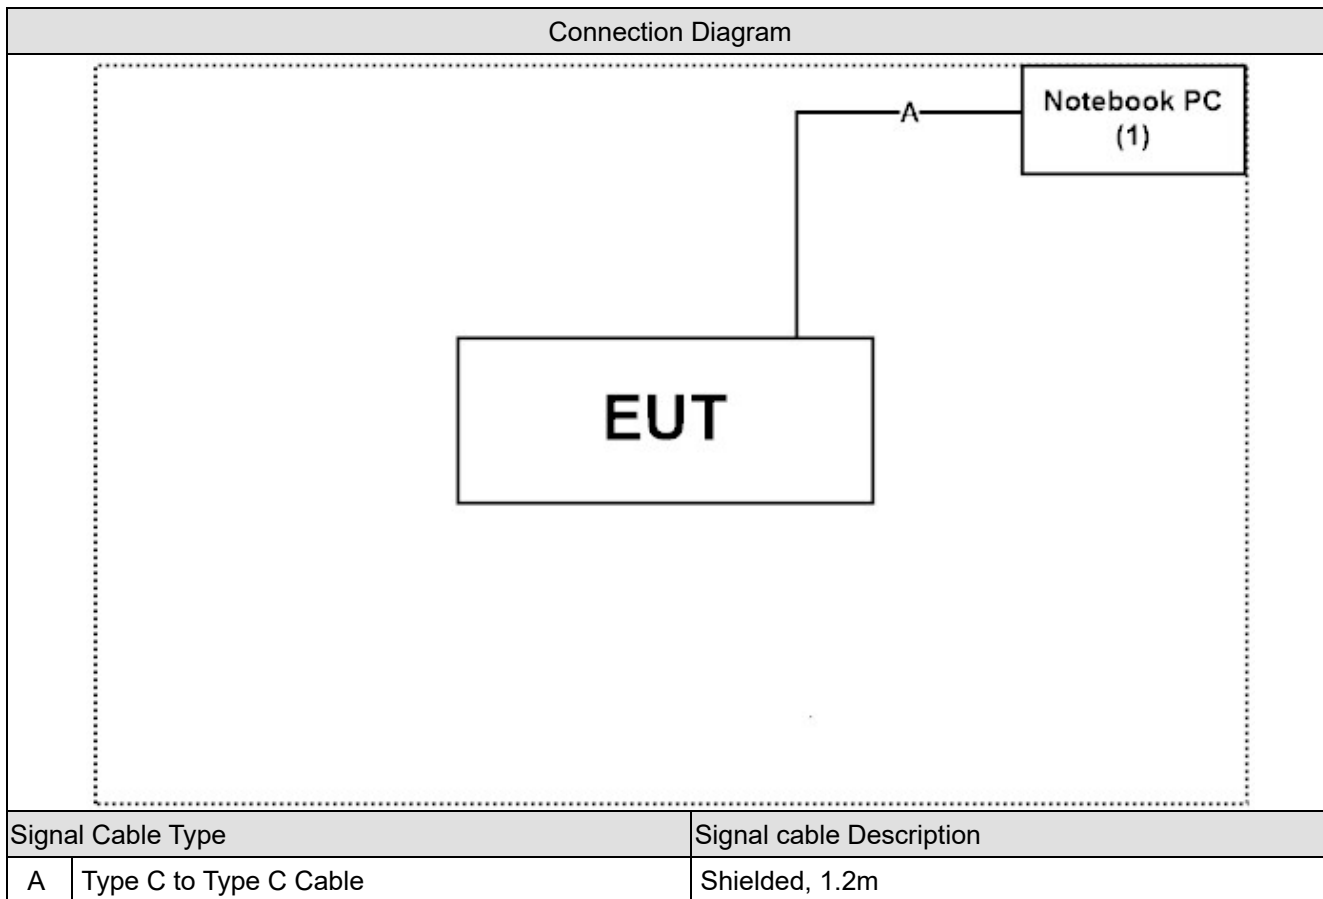 Connection Diagram
A
Notebook PC
(1)
EUT
Signal Cable Type Signal cable Description
A Type C to Type C Cable Shielded, 1.2m